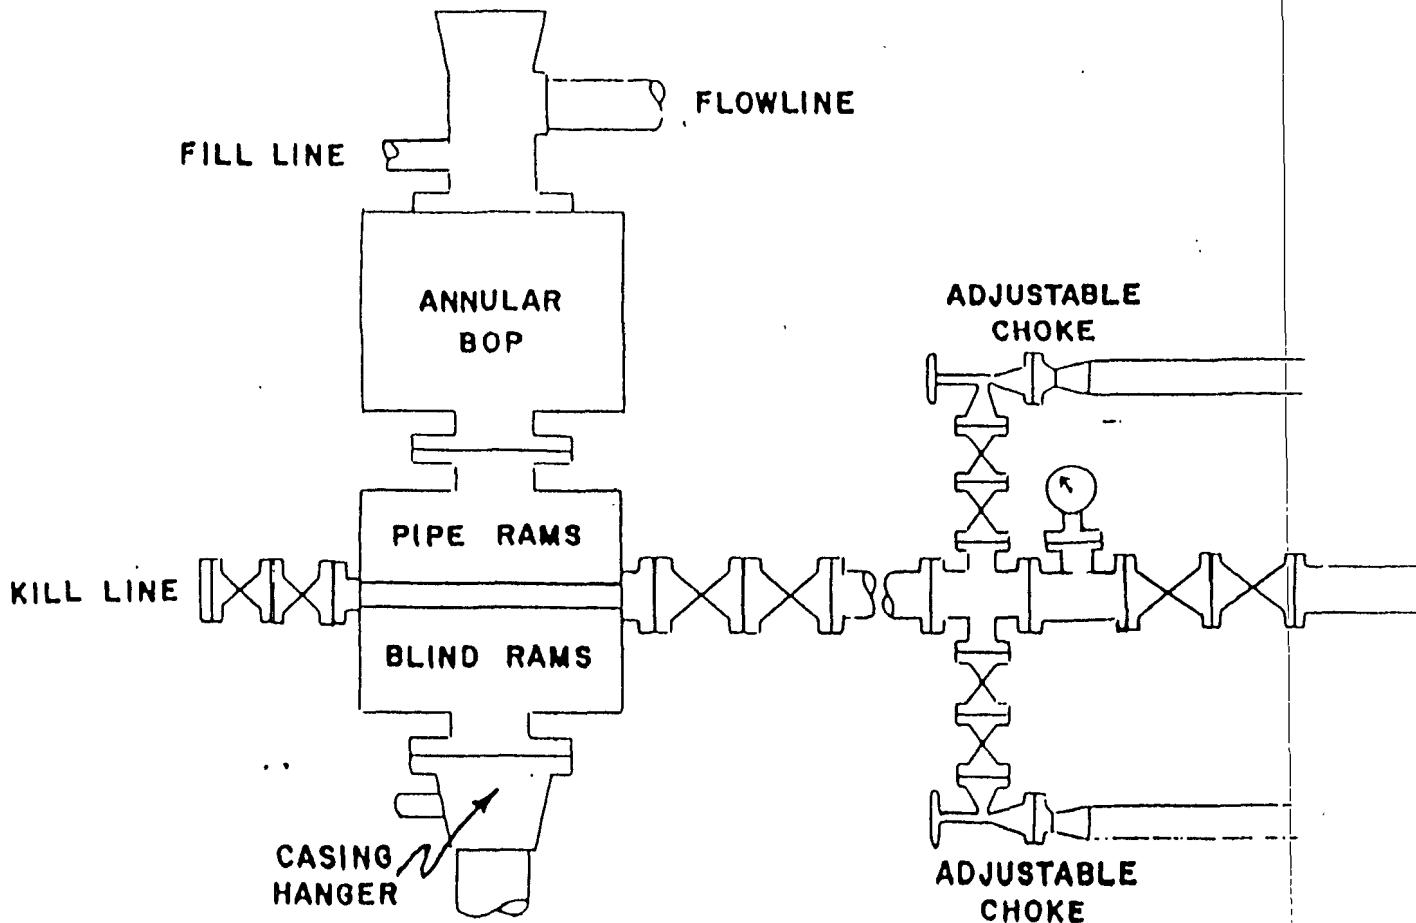 FLOWLINE
FILL LINE
ANNULAR
BOP
ADJUSTABLE
CHOKE
PIPE RAMS
KILL LINE
BLIND RAMS
CASING
HANGER
ADJUSTABLE
CHOKE